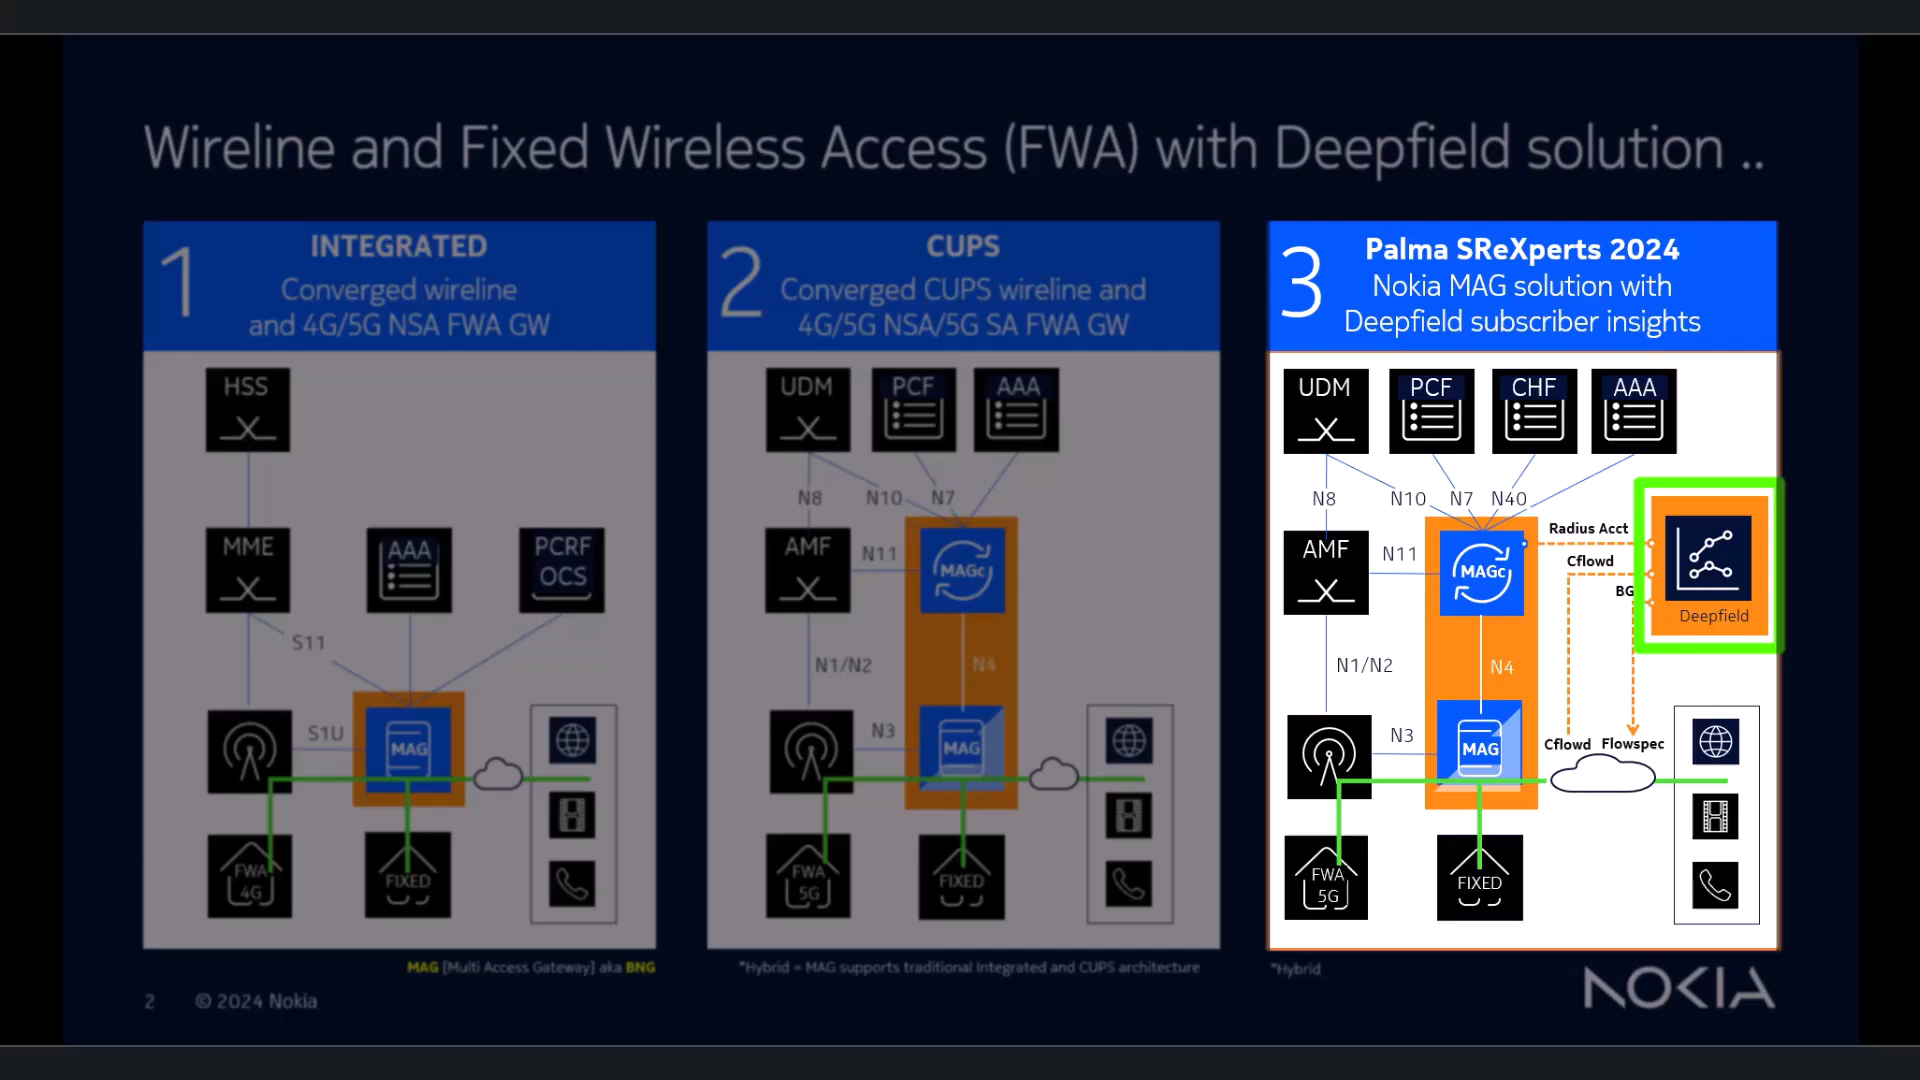 Wireline and Fixed Wireless Access (FWA) with Deepfield solution ..
1
INTEGRATED
Converged wireline
and 4G/5G NSA FWA GW
HSS
MME
AAA
PCRF
OCS
S11
S1U
MAG
FWA
4G
FIXED
MAG [Multi Access Gateway] aka BNG
2
CUPS
Converged CUPS wireline and
4G/5G NSA/5G SA FWA GW
UDM
PCF
AAA
N8
N10
N7
AMF
N11
MAGc
N1/N2
N4
N3
MAG
FWA
5G
FIXED
*Hybrid = MAG supports traditional Integrated and CUPS architecture
3
Palma SReXperts 2024
Nokia MAG solution with
Deepfield subscriber insights
UDM
PCF
CHF
AAA
N8
N10
N7
N40
Radius Acct
AMF
N11
MAGc
Cflowd
BG
Deepfield
N1/N2
N4
N3
MAG
Cflowd
Flowspec
FWA
5G
FIXED
*Hybrid
2
© 2024 Nokia
NOKIA